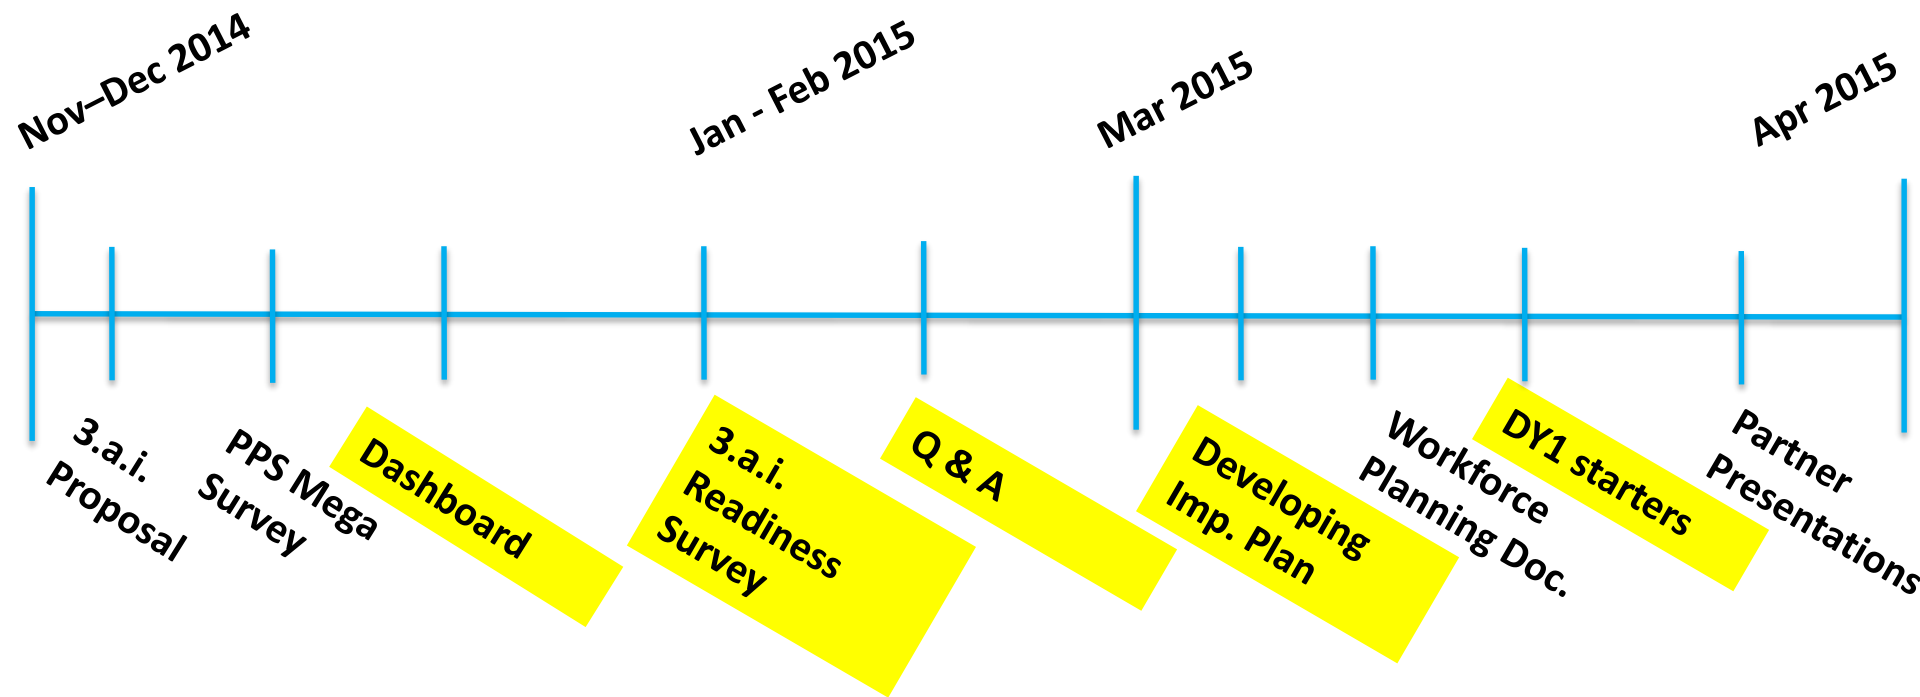 Nov–Dec 2014
Jan - Feb 2015
Mar 2015
Apr 2015
3.a.i.
Proposal
PPS Mega
Survey
Dashboard
3.a.i.
Readiness
Survey
Q & A
Developing
Imp. Plan
Workforce
Planning Doc.
DY1 starters
Partner
Presentations